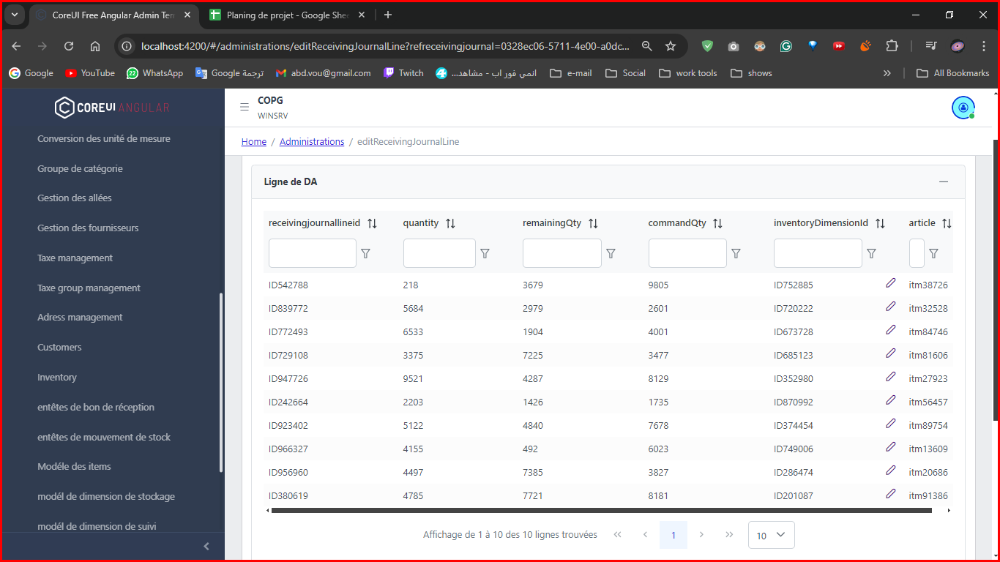 CoreUI Free Angular Admin Tem
Planing de projet - Google Shee
localhost:4200/#/administrations/editReceivingJournalLine?refreceivingjournal=0328ec06-5711-4e00-a0dc...
Google YouTube WhatsApp ترجمة Google abd.vou@gmail.com Twitch انمي فور اب - مشاهد... e-mail Social work tools shows All Bookmarks
COREUI ANGULAR
Conversion des unité de mesure
Groupe de catégorie
Gestion des allées
Gestion des fournisseurs
Taxe management
Taxe group management
Adress management
Customers
Inventory
entêtes de bon de réception
entêtes de mouvement de stock
Modéle des items
modél de dimension de stockage
modél de dimension de suivi
COPG
WINSRV
Home / Administrations / editReceivingJournalLine
Ligne de DA
receivingjournallineid quantity remainingQty commandQty inventoryDimensionId article
ID542788 218 3679 9805 ID752885 itm38726
ID839772 5684 2979 2601 ID720222 itm32528
ID772493 6533 1904 4001 ID673728 itm84746
ID729108 3375 7225 3477 ID685123 itm81606
ID947726 9521 4287 8129 ID352980 itm27923
ID242664 2203 1426 1735 ID870992 itm56457
ID923402 5122 4840 7678 ID374454 itm89754
ID966327 4155 492 6023 ID749006 itm13609
ID956960 4497 7385 3827 ID286474 itm20686
ID380619 4785 7721 8181 ID201087 itm91386
Affichage de 1 à 10 des 10 lignes trouvées 1 10